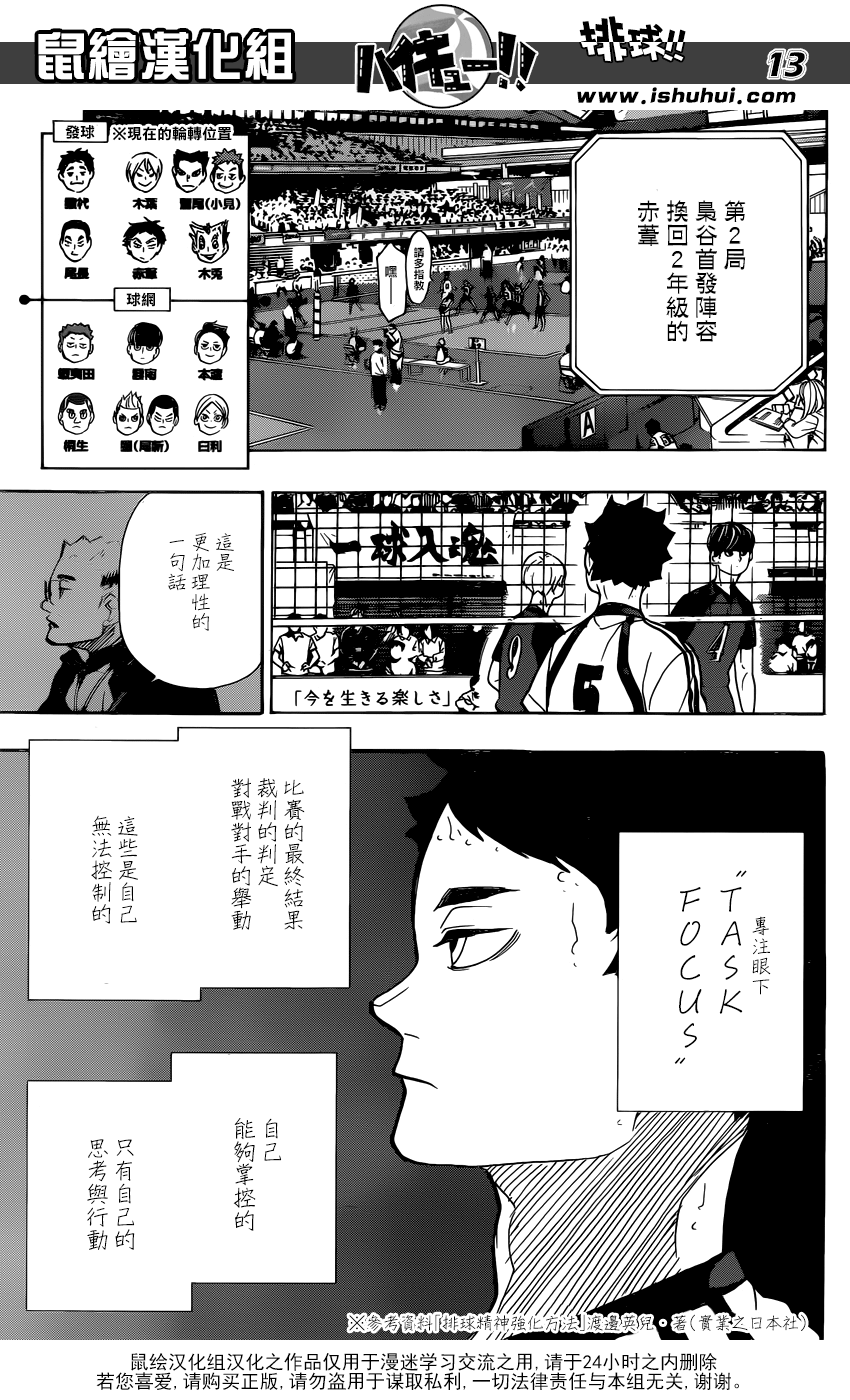 鼠繪漢化組
ハイキュー!!
排球!!
13
www.ishuhui.com
發球
※現在的輪轉位置
木葉
鷲尾(小見)
尾長
赤葦
木兔
球網
本並
桐生
(尾新)
臼利
第2局
梟谷首發陣容
換回2年級的
赤葦
請多指教
嘿——
A
一球入魂
5
4
「今を生きる楽しさ」
這是
更加理性的
一句話
專注眼下
“TASK
FOCUS”
比賽的最終結果
裁判的判定
對戰對手的舉動
這些是自己
無法控制的
自己
能夠掌控的
只有自己的
思考與行動
※參考資料「排球精神強化方法」渡邊英兒・著(實業之日本社)
鼠绘汉化组汉化之作品仅用于漫迷学习交流之用, 请于24小时之内删除
若您喜爱, 请购买正版, 请勿盗用于谋取私利, 一切法律责任与本组无关, 谢谢。